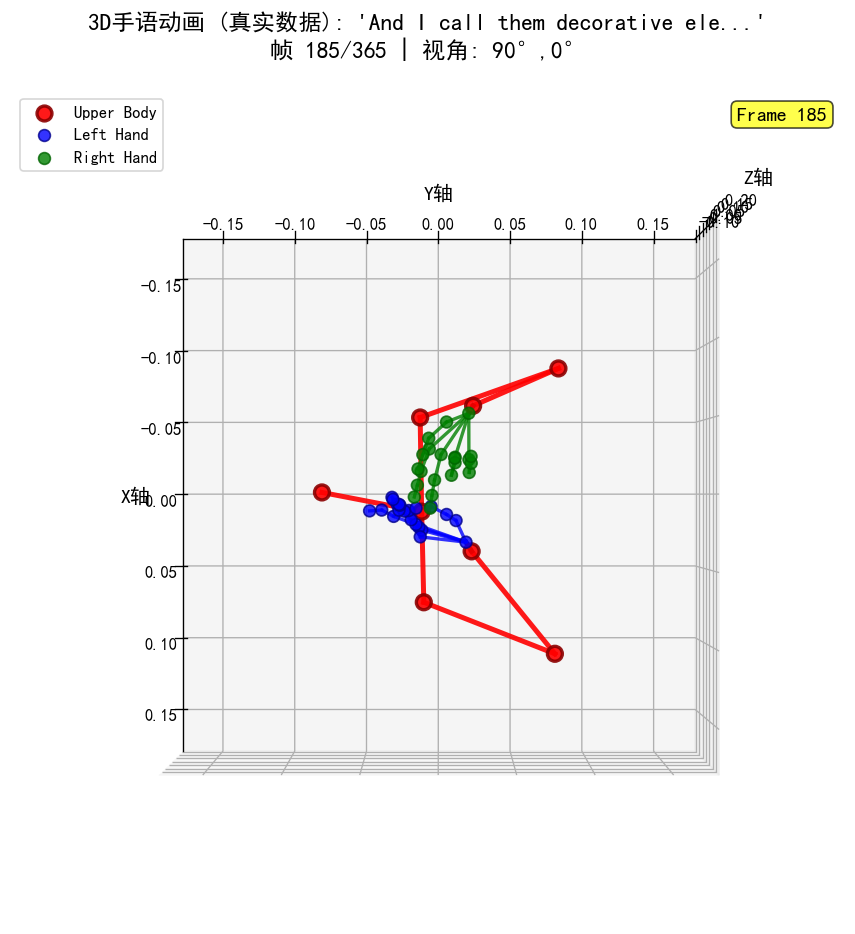 3D手语动画 (真实数据): 'And I call them decorative ele...'
帧 185/365 | 视角: 90°,0°
Upper Body
Left Hand
Right Hand
Frame 185
Z轴
Y轴
-0.15 -0.10 -0.05 0.00 0.05 0.10 0.15
-0.15
-0.10
-0.05
X轴
0.00
0.05
0.10
0.15